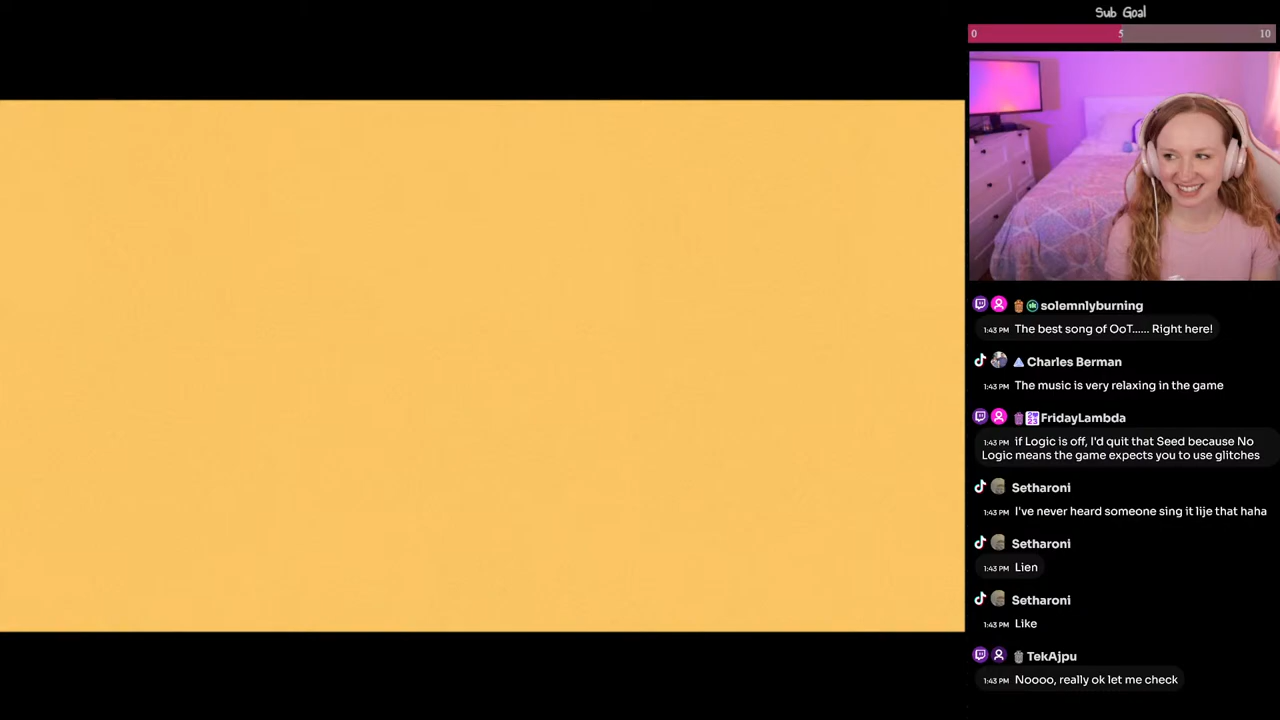 Sub Goal
0 5 10
solemnlyburning
1:43 PM The best song of OoT...... Right here!
Charles Berman
1:43 PM The music is very relaxing in the game
FridayLambda
1:43 PM if Logic is off, I'd quit that Seed because No
Logic means the game expects you to use glitches
Setharoni
1:43 PM I've never heard someone sing it lije that haha
Setharoni
1:43 PM Lien
Setharoni
1:43 PM Like
TekAjpu
1:43 PM Noooo, really ok let me check